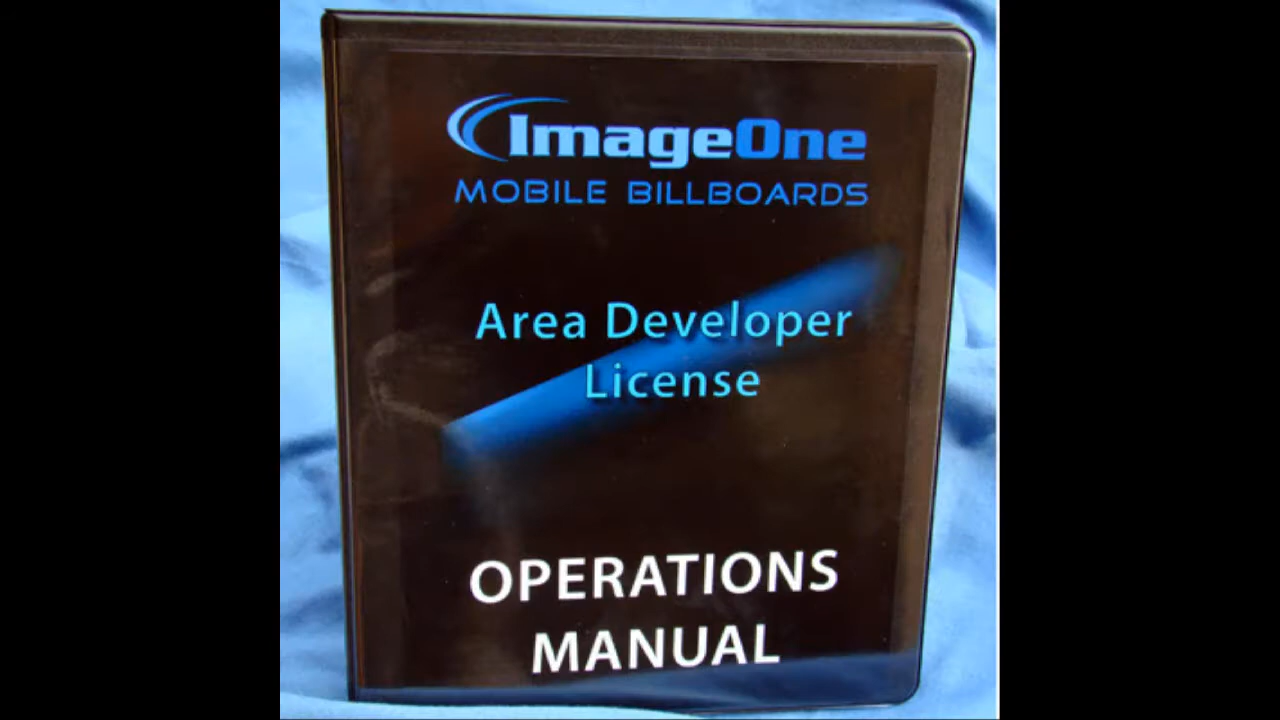 ImageOne
MOBILE BILLBOARDS
Area Developer
License
OPERATIONS
MANUAL